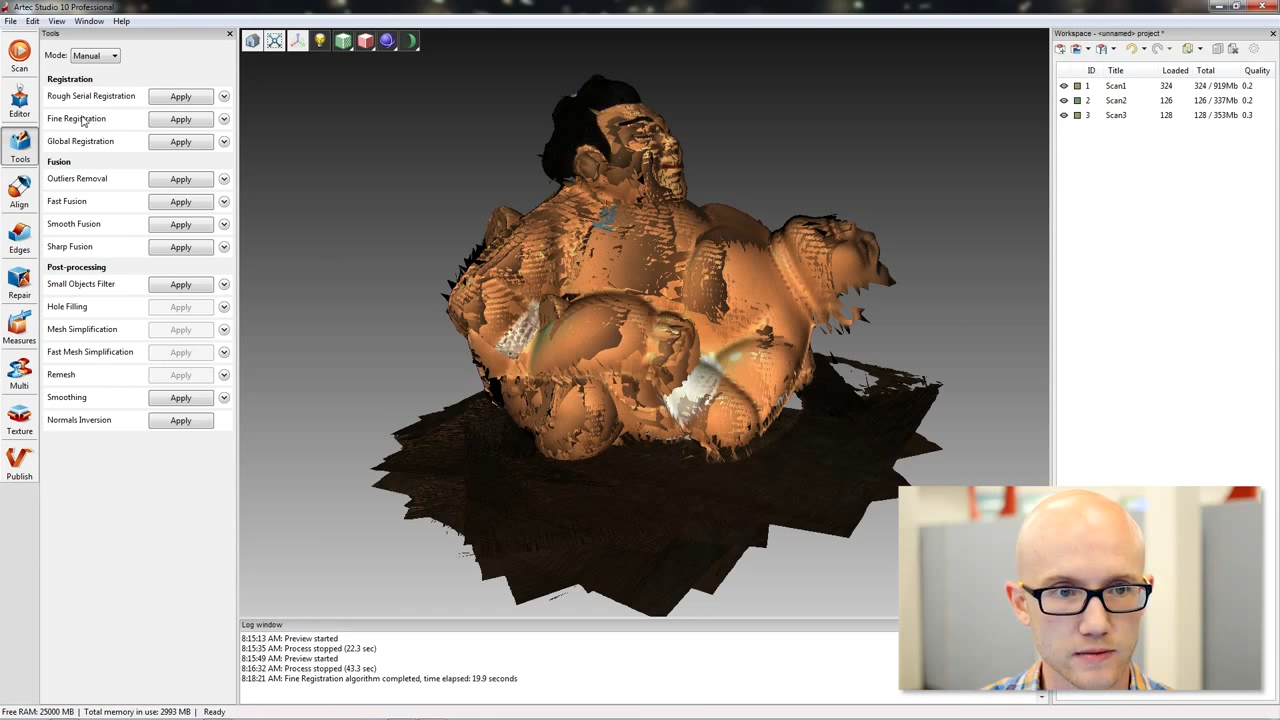 Artec Studio 10 Professional
File Edit View Window Help
Tools
Mode: Manual
Registration
Rough Serial Registration Apply
Fine Registration Apply
Global Registration Apply
Fusion
Outliers Removal Apply
Fast Fusion Apply
Smooth Fusion Apply
Sharp Fusion Apply
Post-processing
Small Objects Filter Apply
Hole Filling Apply
Mesh Simplification Apply
Fast Mesh Simplification Apply
Remesh Apply
Smoothing Apply
Normals Inversion Apply
Scan
Editor
Tools
Align
Edges
Repair
Measures
Multi
Texture
Publish
Workspace - <unnamed> project *
ID Title Loaded Total Quality
1 Scan1 324 324 / 919Mb 0.2
2 Scan2 126 126 / 337Mb 0.2
3 Scan3 128 128 / 353Mb 0.3
Log window
8:15:13 AM: Preview started
8:15:35 AM: Process stopped (22.3 sec)
8:15:49 AM: Preview started
8:16:32 AM: Process stopped (43.3 sec)
8:18:21 AM: Fine Registration algorithm completed, time elapsed: 19.9 seconds
Free RAM: 25000 MB | Total memory in use: 2993 MB | Ready